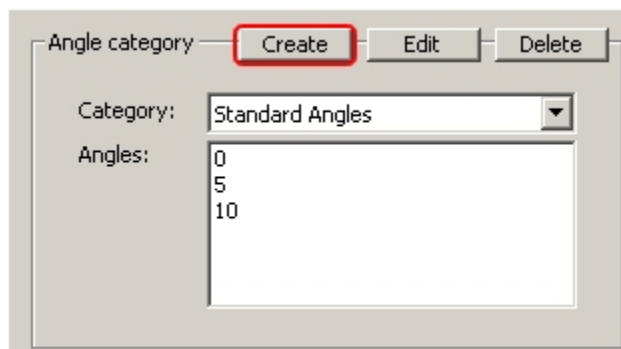 Angle category Create Edit Delete
Category: Standard Angles
Angles: 0
5
10